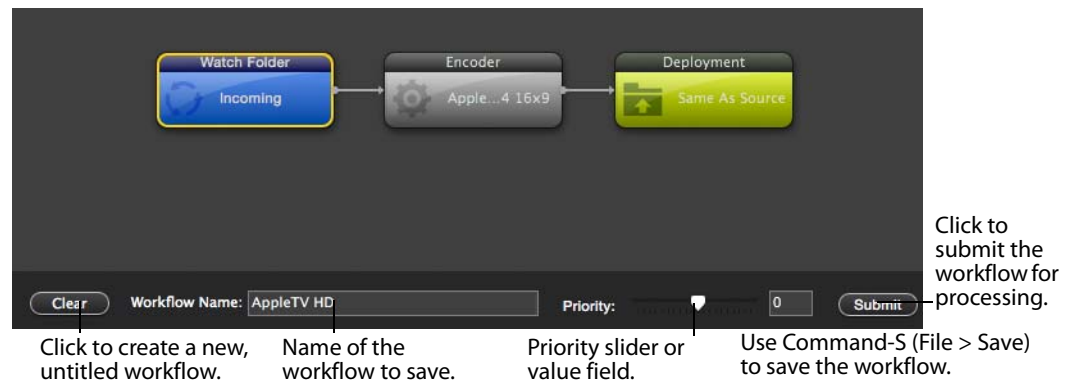 Watch Folder
Incoming
Encoder
Apple...4 16x9
Deployment
Same As Source
Click to
submit the
workflow for
processing.
Clear
Workflow Name:
AppleTV HD
Priority:
0
Submit
Click to create a new,
untitled workflow.
Name of the
workflow to save.
Priority slider or
value field.
Use Command-S (File > Save)
to save the workflow.